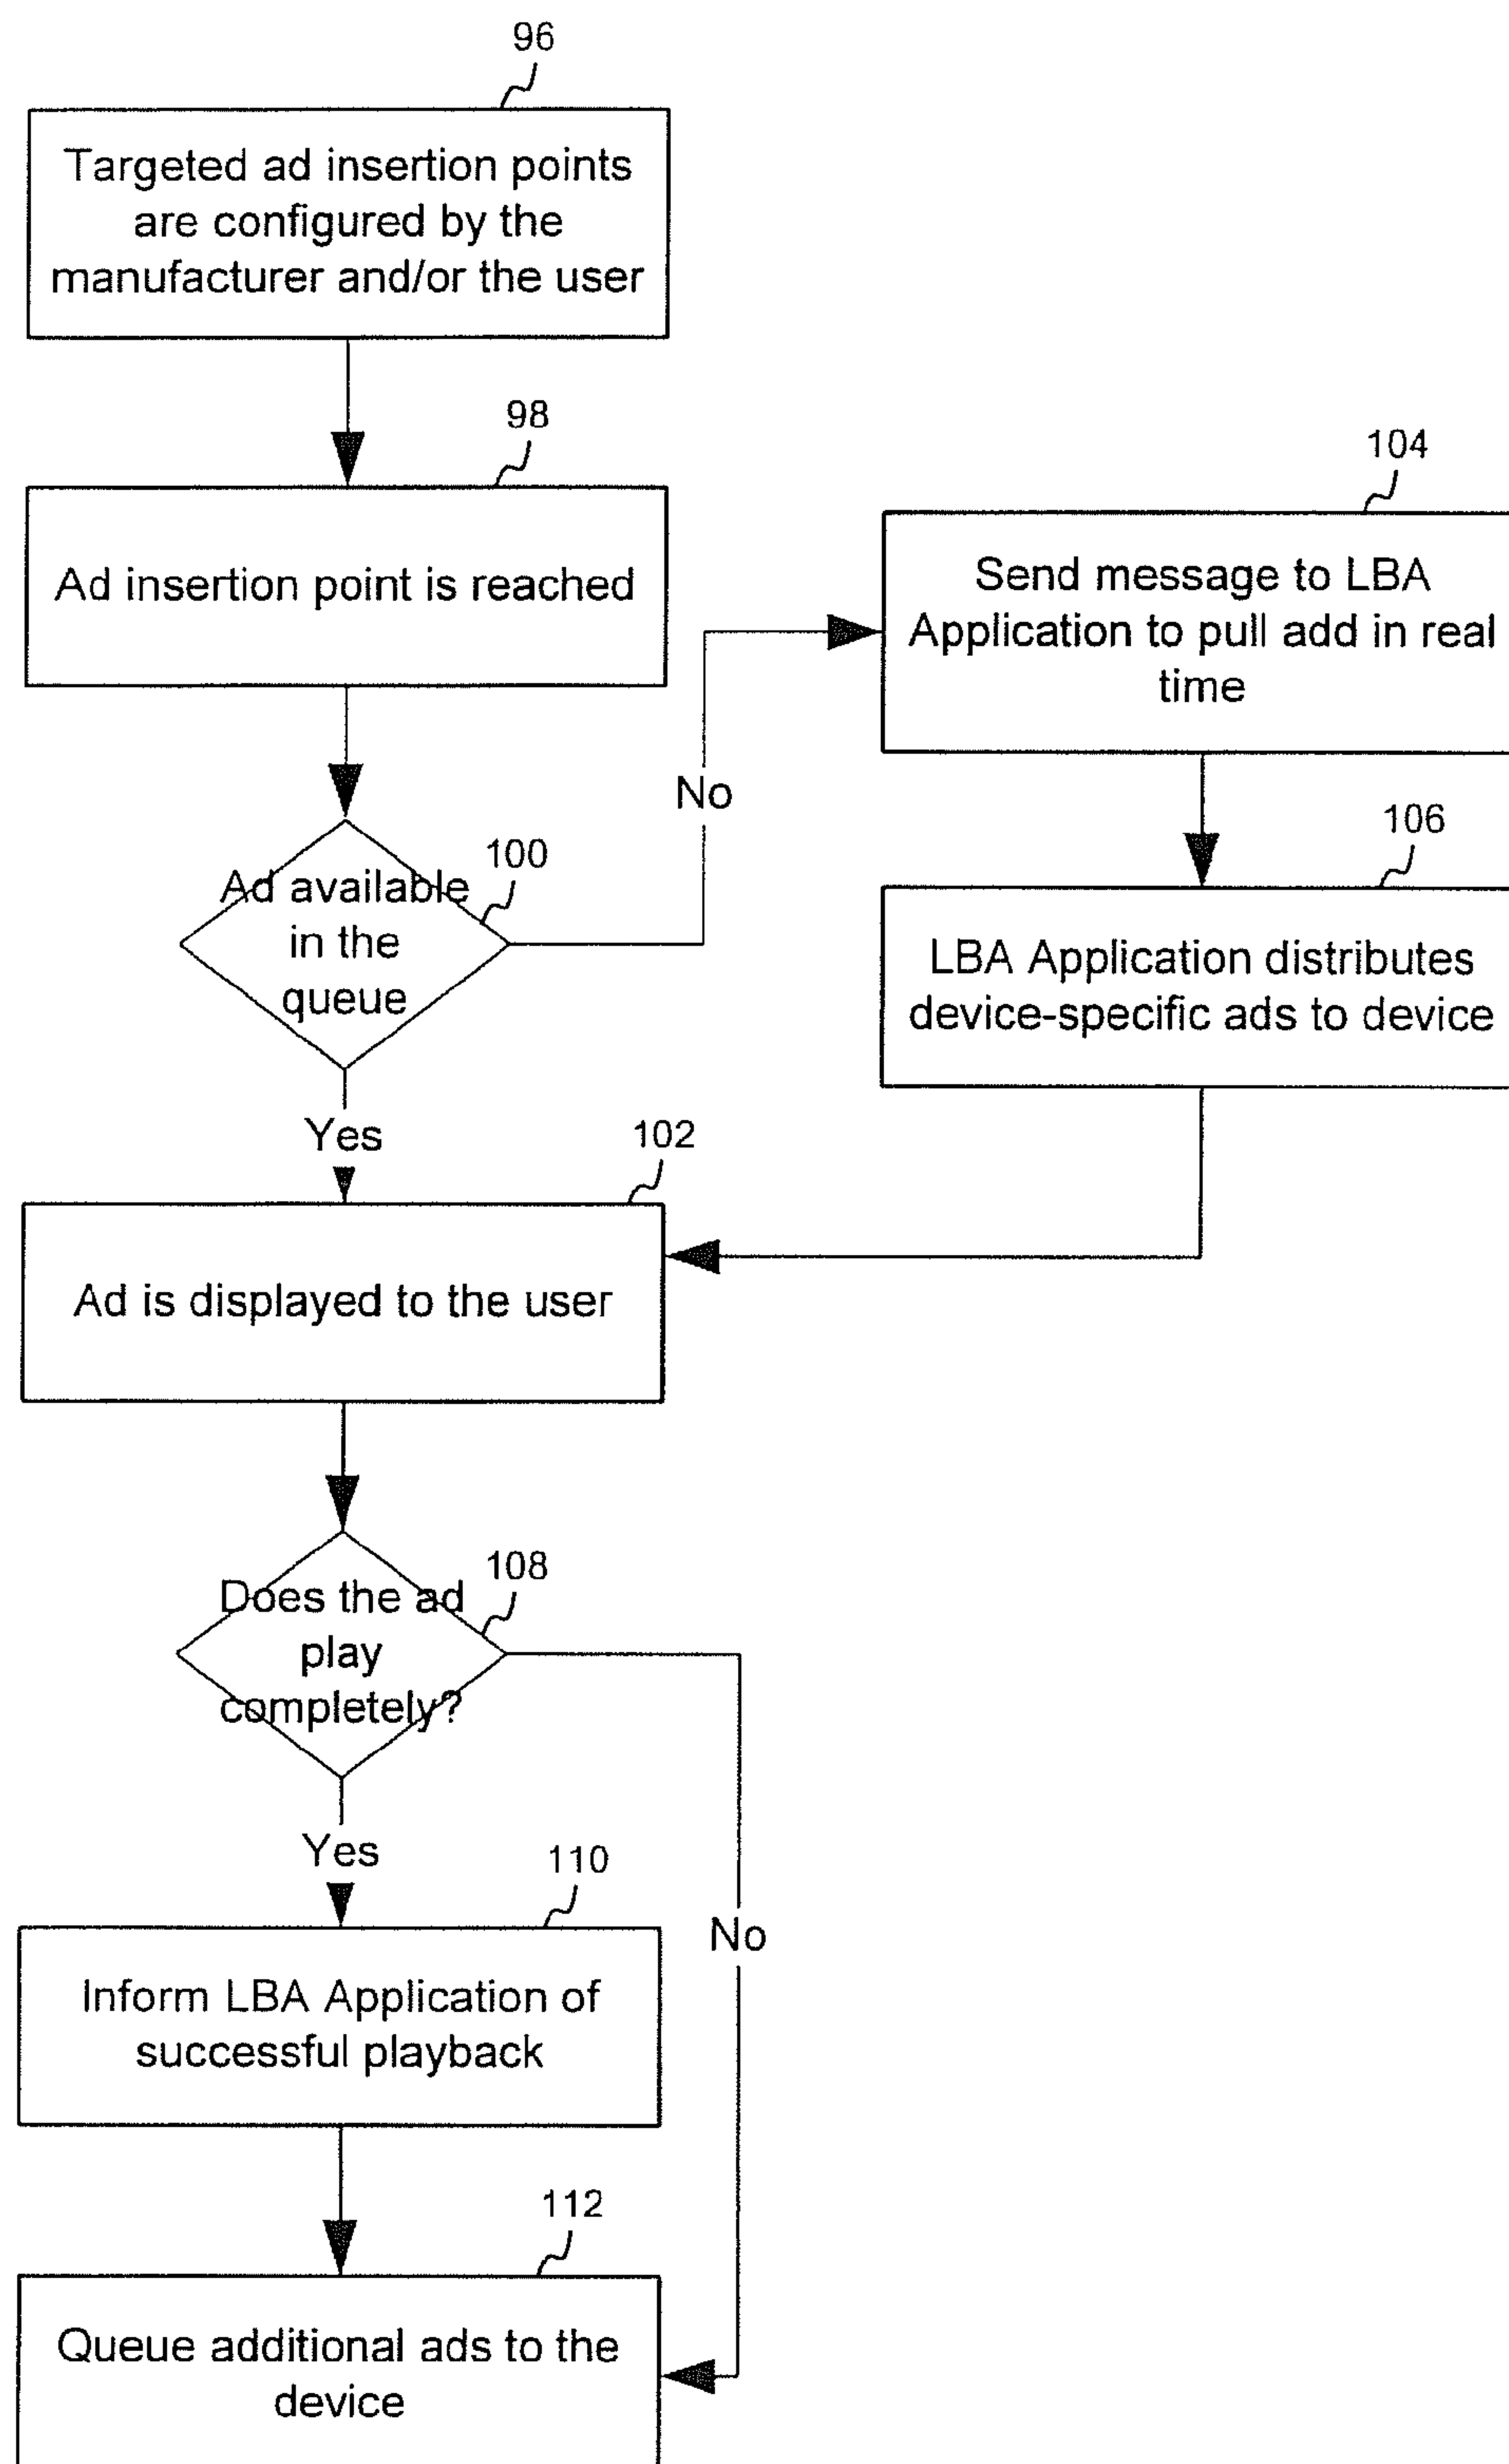 96
Targeted ad insertion points
are configured by the
manufacturer and/or the user
98
Ad insertion point is reached
104
Send message to LBA
Application to pull add in real
time
No
100
Ad available
in the
queue
106
LBA Application distributes
device-specific ads to device
Yes
102
Ad is displayed to the user
108
Does the ad
play
completely?
Yes
110
No
Inform LBA Application of
successful playback
112
Queue additional ads to the
device